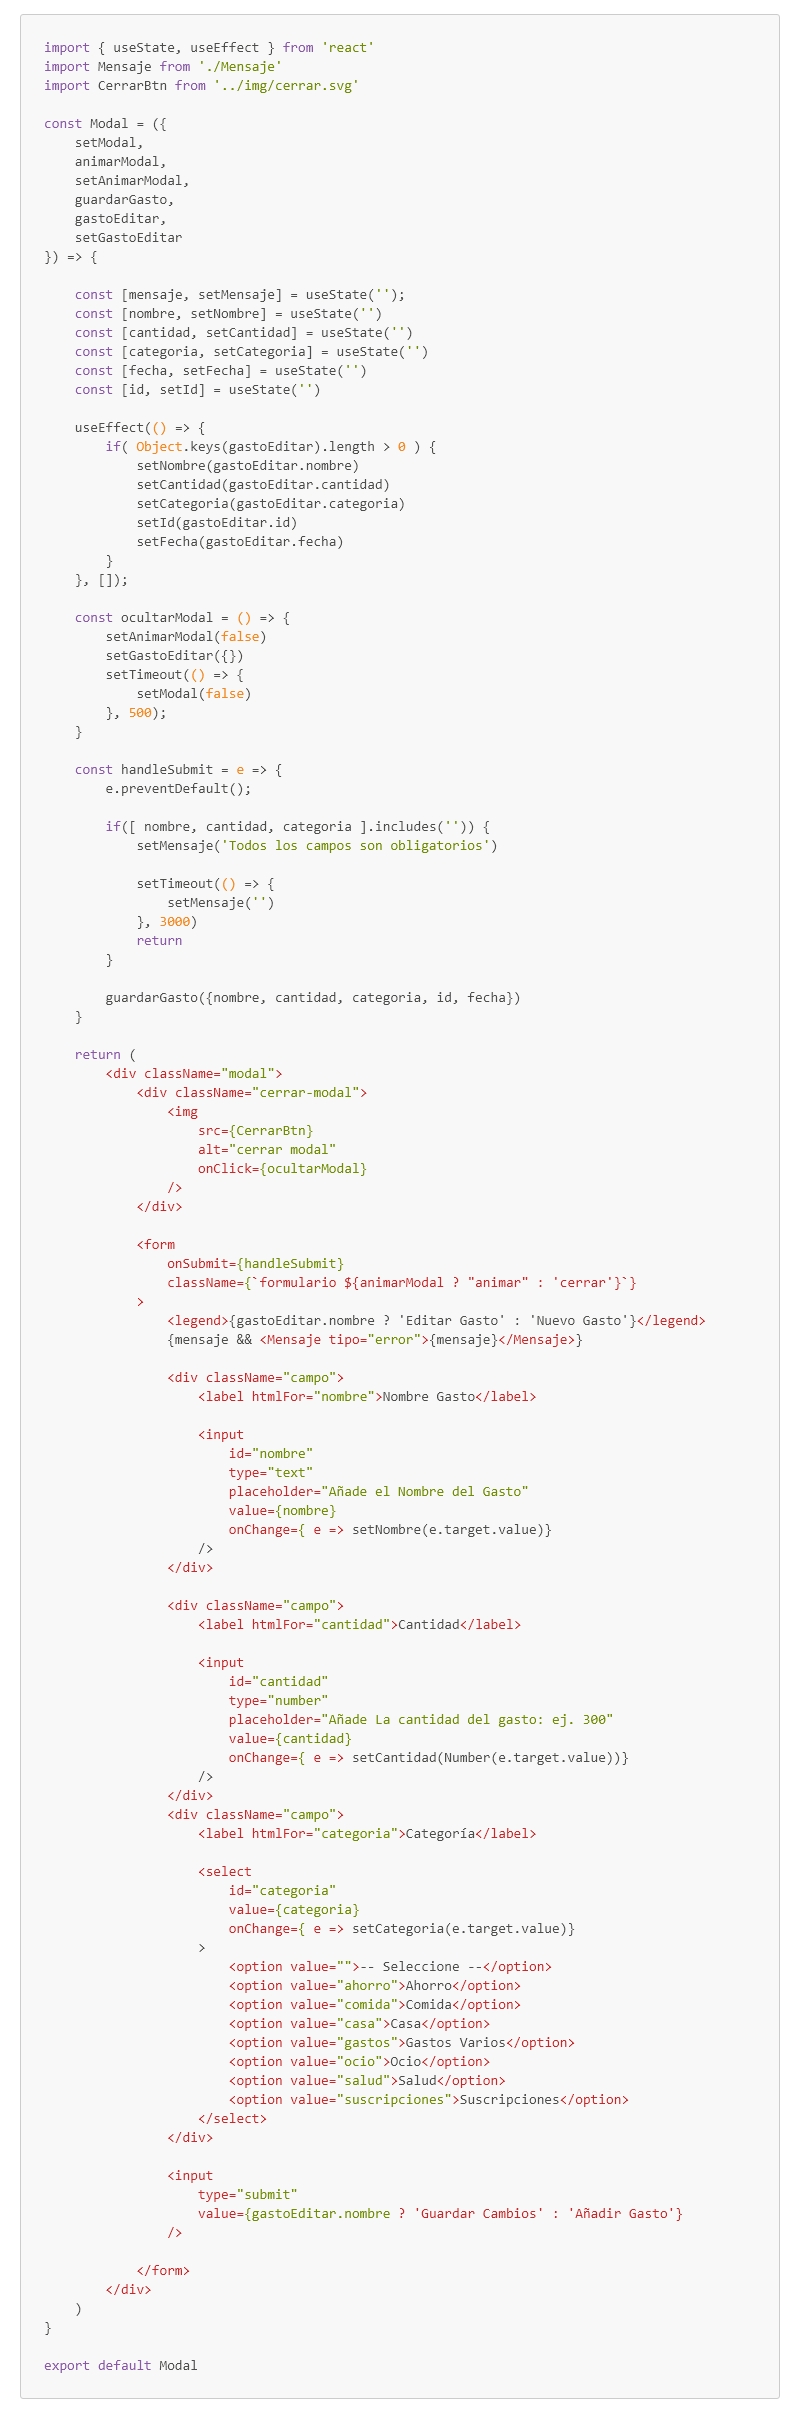 import { useState, useEffect } from 'react'
import Mensaje from './Mensaje'
import CerrarBtn from '../img/cerrar.svg'

const Modal = ({
    setModal,
    animarModal,
    setAnimarModal,
    guardarGasto,
    gastoEditar,
    setGastoEditar
}) => {

    const [mensaje, setMensaje] = useState('');
    const [nombre, setNombre] = useState('')
    const [cantidad, setCantidad] = useState('')
    const [categoria, setCategoria] = useState('')
    const [fecha, setFecha] = useState('')
    const [id, setId] = useState('')

    useEffect(() => {
        if( Object.keys(gastoEditar).length > 0 ) {
            setNombre(gastoEditar.nombre)
            setCantidad(gastoEditar.cantidad)
            setCategoria(gastoEditar.categoria)
            setId(gastoEditar.id)
            setFecha(gastoEditar.fecha)
        }
    }, []);

    const ocultarModal = () => {
        setAnimarModal(false)
        setGastoEditar({})
        setTimeout(() => {
            setModal(false)
        }, 500);
    }

    const handleSubmit = e => {
        e.preventDefault();

        if([ nombre, cantidad, categoria ].includes('')) {
            setMensaje('Todos los campos son obligatorios')

            setTimeout(() => {
                setMensaje('')
            }, 3000)
            return
        }

        guardarGasto({nombre, cantidad, categoria, id, fecha})
    }

    return (
        <div className="modal">
            <div className="cerrar-modal">
                <img
                    src={CerrarBtn}
                    alt="cerrar modal"
                    onClick={ocultarModal}
                />
            </div>

            <form
                onSubmit={handleSubmit}
                className={`formulario ${animarModal ? "animar" : 'cerrar'}`}
            >
                <legend>{gastoEditar.nombre ? 'Editar Gasto' : 'Nuevo Gasto'}</legend>
                {mensaje && <Mensaje tipo="error">{mensaje}</Mensaje>}

                <div className="campo">
                    <label htmlFor="nombre">Nombre Gasto</label>

                    <input
                        id="nombre"
                        type="text"
                        placeholder="Añade el Nombre del Gasto"
                        value={nombre}
                        onChange={ e => setNombre(e.target.value)}
                    />
                </div>

                <div className="campo">
                    <label htmlFor="cantidad">Cantidad</label>

                    <input
                        id="cantidad"
                        type="number"
                        placeholder="Añade La cantidad del gasto: ej. 300"
                        value={cantidad}
                        onChange={ e => setCantidad(Number(e.target.value))}
                    />
                </div>
                <div className="campo">
                    <label htmlFor="categoria">Categoría</label>

                    <select
                        id="categoria"
                        value={categoria}
                        onChange={ e => setCategoria(e.target.value)}
                    >
                        <option value="">-- Seleccione --</option>
                        <option value="ahorro">Ahorro</option>
                        <option value="comida">Comida</option>
                        <option value="casa">Casa</option>
                        <option value="gastos">Gastos Varios</option>
                        <option value="ocio">Ocio</option>
                        <option value="salud">Salud</option>
                        <option value="suscripciones">Suscripciones</option>
                    </select>
                </div>

                <input
                    type="submit"
                    value={gastoEditar.nombre ? 'Guardar Cambios' : 'Añadir Gasto'}
                />

            </form>
        </div>
    )
}

export default Modal